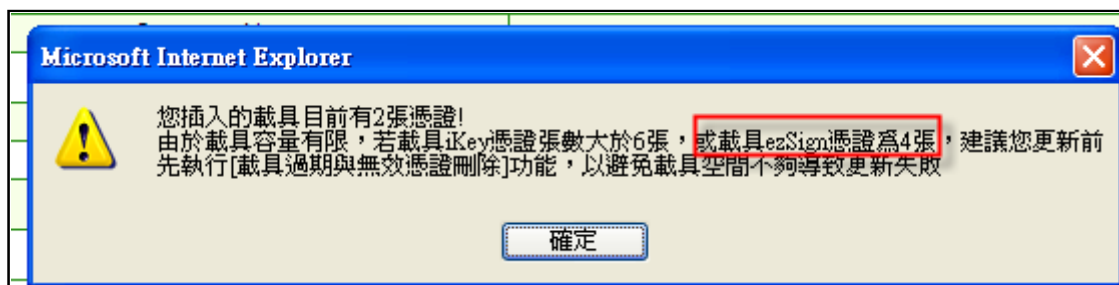 Microsoft Internet Explorer
您插入的載具目前有2張憑證!
由於載具容量有限，若載具iKey憑證張數大於6張，或載具ezSign憑證為4張，建議您更新前
先執行[載具過期與無效憑證刪除]功能，以避免載具空間不夠導致更新失敗
確定